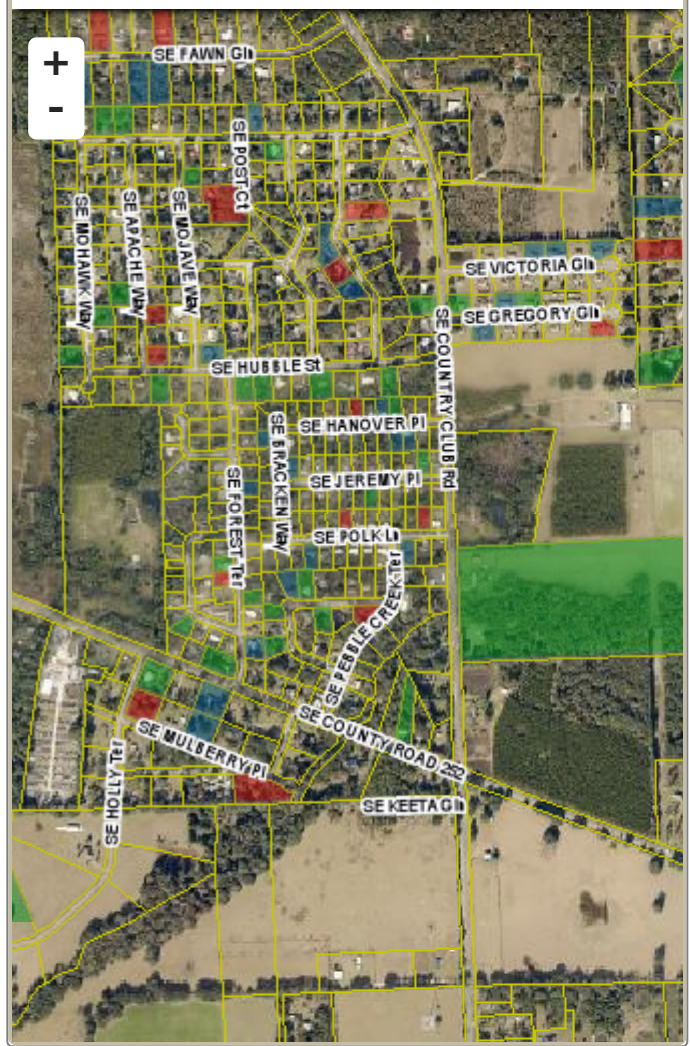 SE FAWN Gln
+
-
SE POST Ct
SE MOHAWK Way
SE APACHE Way
SE MOJAVE Way
SE VICTORIA Gln
SE GREGORY Gln
SE COUNTRY CLUB Rd
SE HUBBLE St
SE HANOVER Pl
SE BRACKEN Way
SE FOREST Ter
SE JEREMY Pl
SE POLK Ln
SE PEBBLE CREEK Ter
SE COUNTY ROAD 252
SE MULBERRY Pl
SE HOLLY Ter
SE KEETA Gln